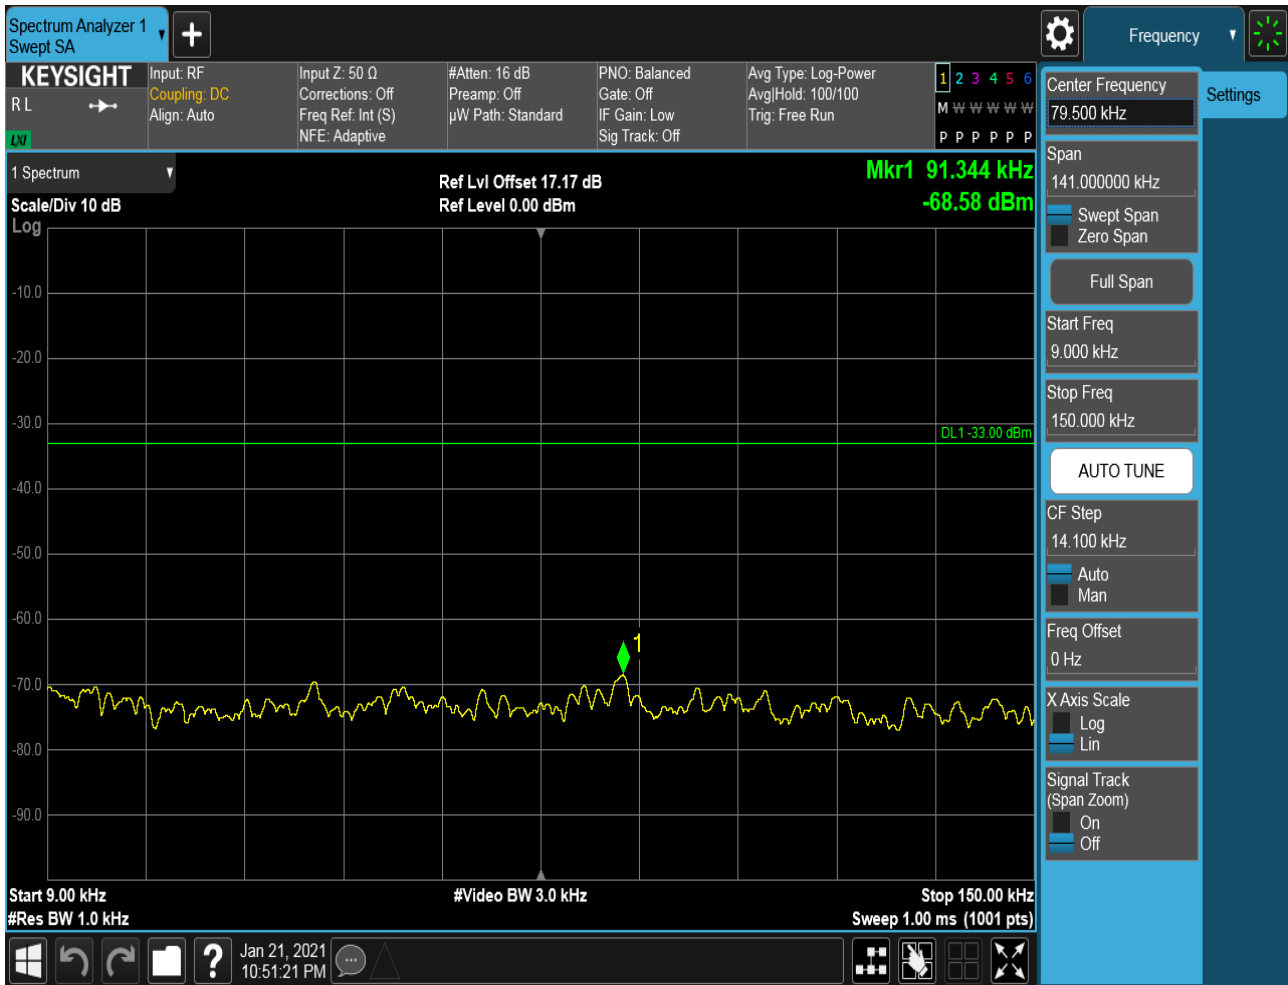 Spectrum Analyzer 1
Swept SA
Frequency
Settings
KEYSIGHT
R L
LXI
Input: RF
Coupling: DC
Align: Auto
Input Z: 50 Ω
Corrections: Off
Freq Ref: Int (S)
NFE: Adaptive
#Atten: 16 dB
Preamp: Off
µW Path: Standard
PNO: Balanced
Gate: Off
IF Gain: Low
Sig Track: Off
Avg Type: Log-Power
Avg|Hold: 100/100
Trig: Free Run
1 2 3 4 5 6
M W W W W W
P P P P P P
1 Spectrum
Scale/Div 10 dB
Log
Ref Lvl Offset 17.17 dB
Ref Level 0.00 dBm
Mkr1 91.344 kHz
-68.58 dBm
-10.0
-20.0
-30.0
DL1 -33.00 dBm
-40.0
-50.0
-60.0
1
-70.0
-80.0
-90.0
Start 9.00 kHz
#Video BW 3.0 kHz
Stop 150.00 kHz
#Res BW 1.0 kHz
Sweep 1.00 ms (1001 pts)
Center Frequency
79.500 kHz
Span
141.000000 kHz
Swept Span
Zero Span
Full Span
Start Freq
9.000 kHz
Stop Freq
150.000 kHz
AUTO TUNE
CF Step
14.100 kHz
Auto
Man
Freq Offset
0 Hz
X Axis Scale
Log
Lin
Signal Track
(Span Zoom)
On
Off
?
Jan 21, 2021
10:51:21 PM